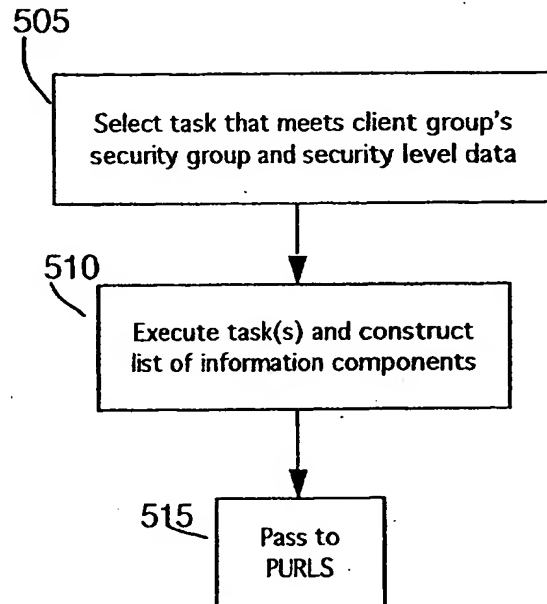 505
Select task that meets client group's
security group and security level data
510
Execute task(s) and construct
list of information components
515
Pass to
PURLS